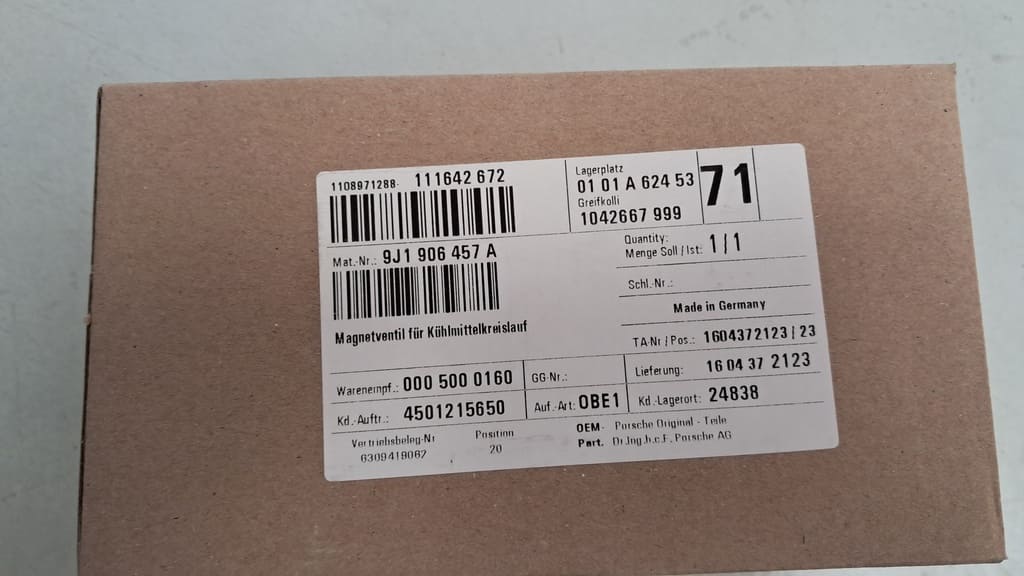 1108971288- 111642 672
Lagerplatz
01 01 A 624 53
Greifkolli
1042667 999
71
Mat.-Nr.: 9J1 906 457 A
Quantity:
Menge Soll / Ist: 1 / 1
Schl.-Nr.:
Made in Germany
Magnetventil für Kühlmittelkreislauf
TA-Nr / Pos.: 1604372123 / 23
Warenempf.: 000 500 0160
GG-Nr.:
Lieferung: 16 04 37 2123
Kd.-Auftr.: 4501215650
Auf.-Art: OBE1
Kd.-Lagerort: 24838
Vertriebsbeleg-Nr
6309419062
Position
20
OEM- Porsche Original - Teile
Part. Dr.Ing.h.c.F. Porsche AG